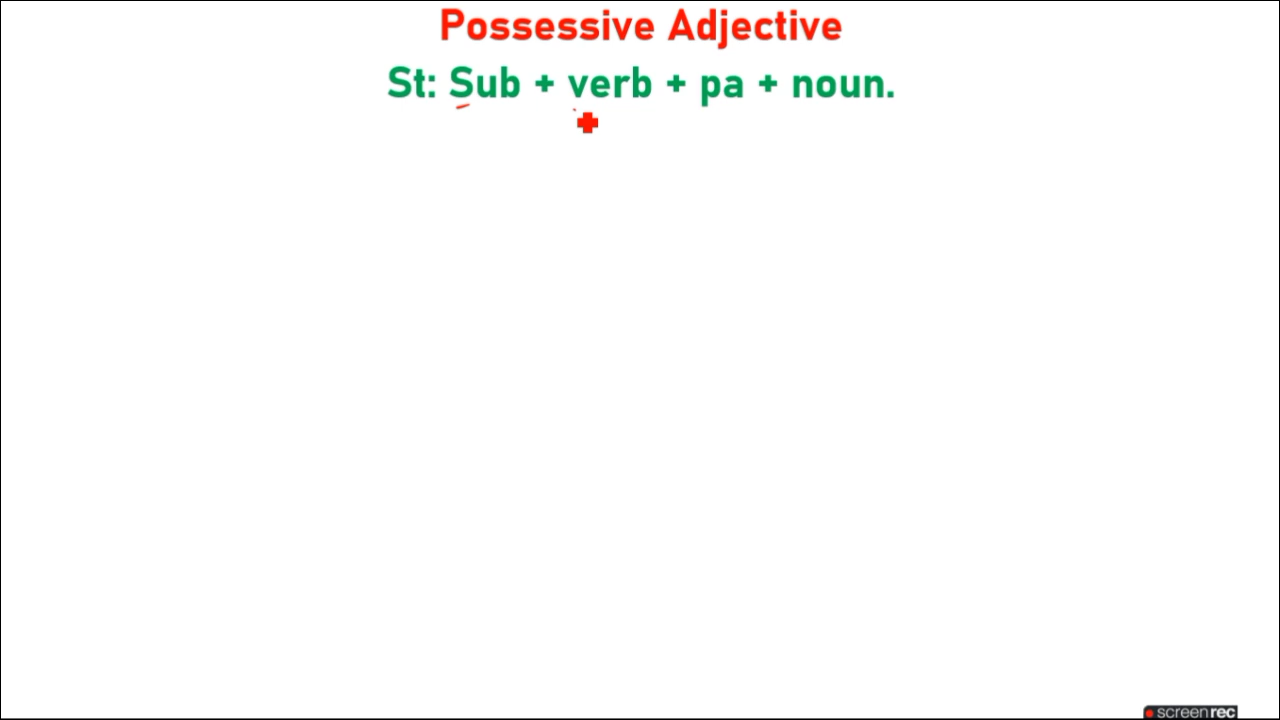 Possessive Adjective
St: Sub + verb + pa + noun.
screenrec